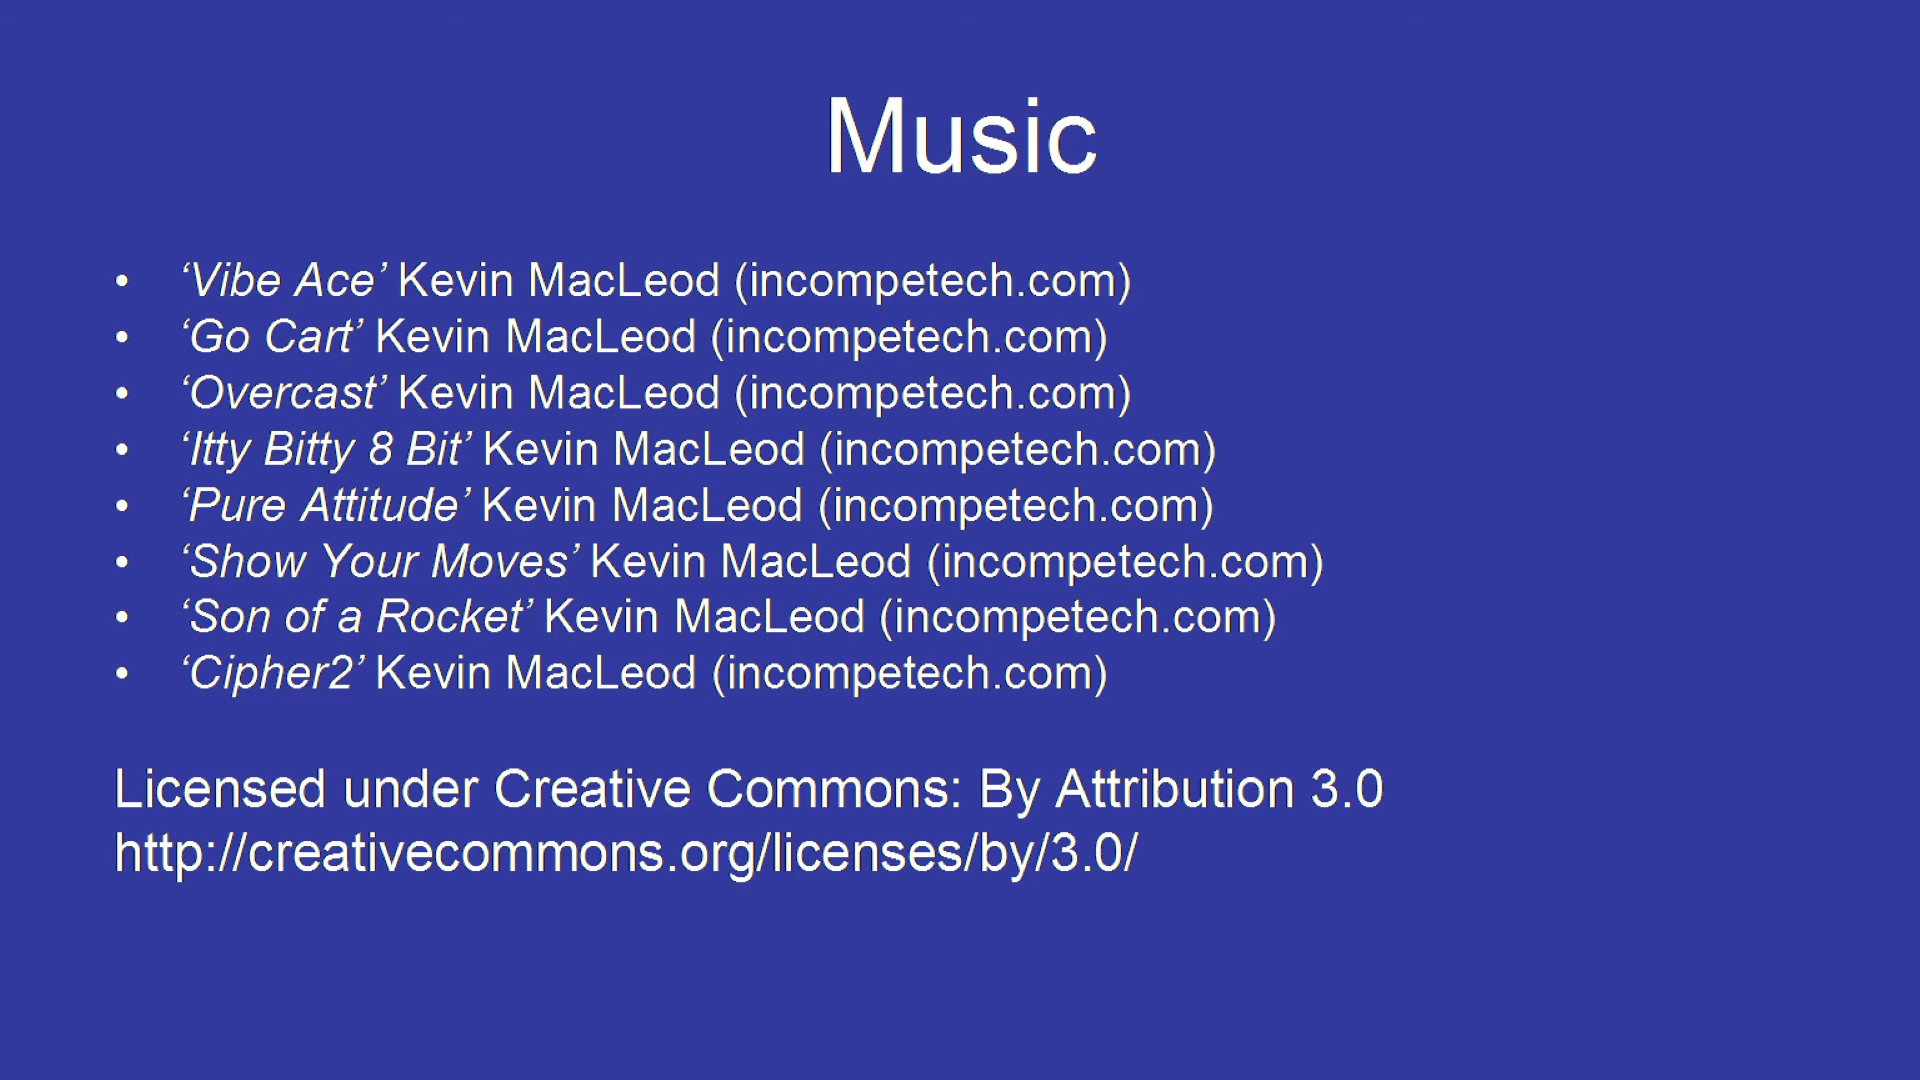 Music
• ‘Vibe Ace’ Kevin MacLeod (incompetech.com)
• ‘Go Cart’ Kevin MacLeod (incompetech.com)
• ‘Overcast’ Kevin MacLeod (incompetech.com)
• ‘Itty Bitty 8 Bit’ Kevin MacLeod (incompetech.com)
• ‘Pure Attitude’ Kevin MacLeod (incompetech.com)
• ‘Show Your Moves’ Kevin MacLeod (incompetech.com)
• ‘Son of a Rocket’ Kevin MacLeod (incompetech.com)
• ‘Cipher2’ Kevin MacLeod (incompetech.com)
Licensed under Creative Commons: By Attribution 3.0
http://creativecommons.org/licenses/by/3.0/